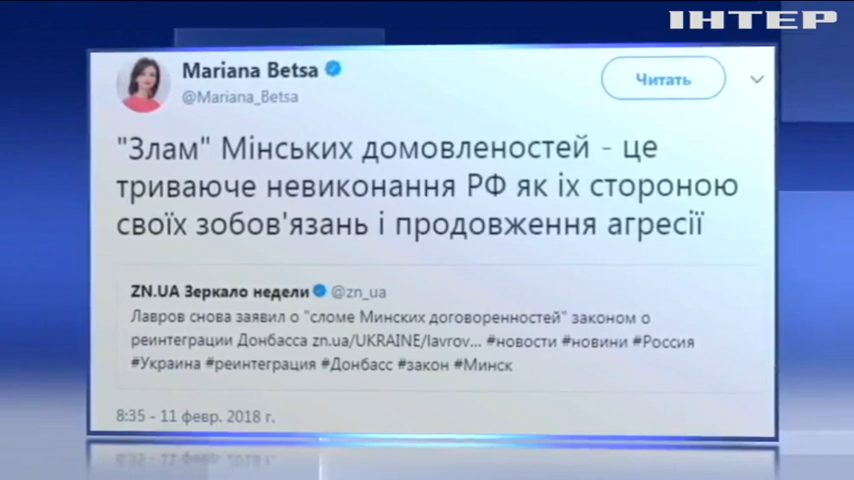 ІНТЕР
Mariana Betsa
@Mariana_Betsa
Читать
"Злам" Мінських домовленостей - це
триваюче невиконання РФ як їх стороною
своїх зобов'язань і продовження агресії
ZN.UA Зеркало недели @zn_ua
Лавров снова заявил о "сломе Минских договоренностей" законом о
реинтеграции Донбасса zn.ua/UKRAINE/lavrov... #новости #новини #Россия
#Украина #реинтеграция #Донбасс #закон #Минск
8:35 - 11 февр. 2018 г.